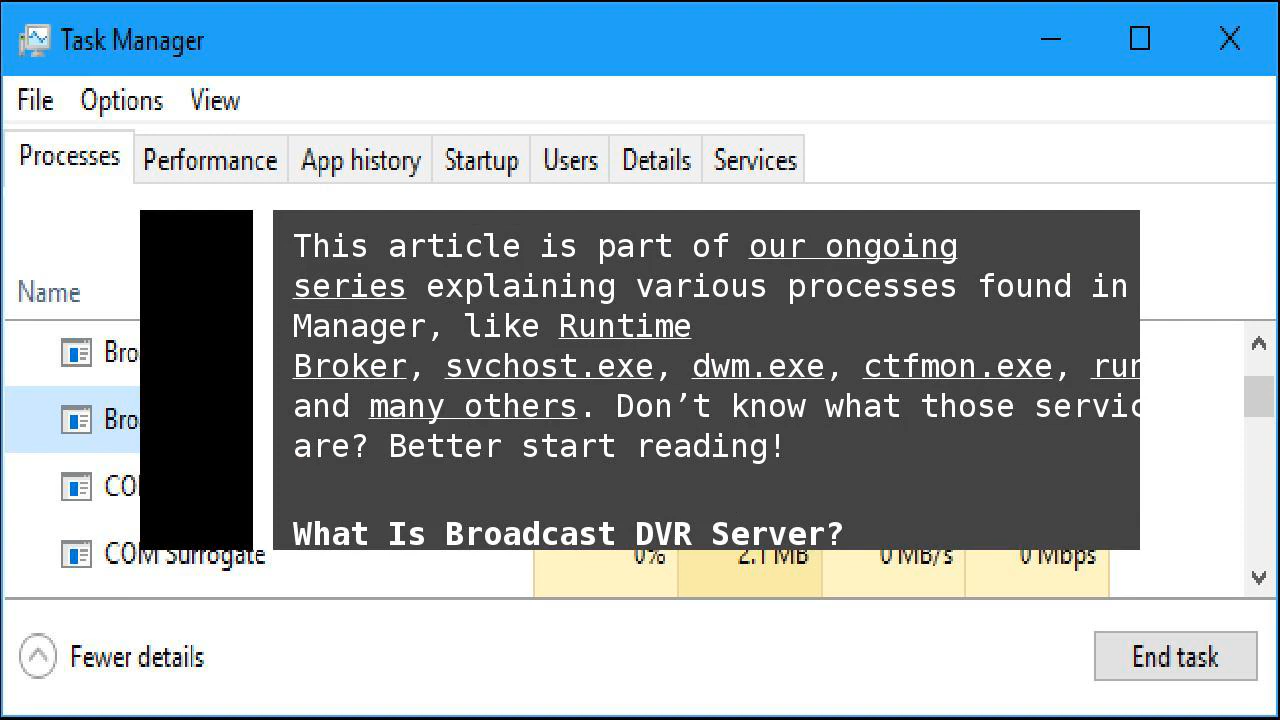 Task Manager
File Options View
Processes Performance App history Startup Users Details Services
Name
This article is part of our ongoing
series explaining various processes found in
Manager, like Runtime
Broker, svchost.exe, dwm.exe, ctfmon.exe,
and many others. Don’t know what those
are? Better start reading!
What Is Broadcast DVR Server?
COM Surrogate 0% 2.1 MB 0 MB/s 0 Mbps
Fewer details End task